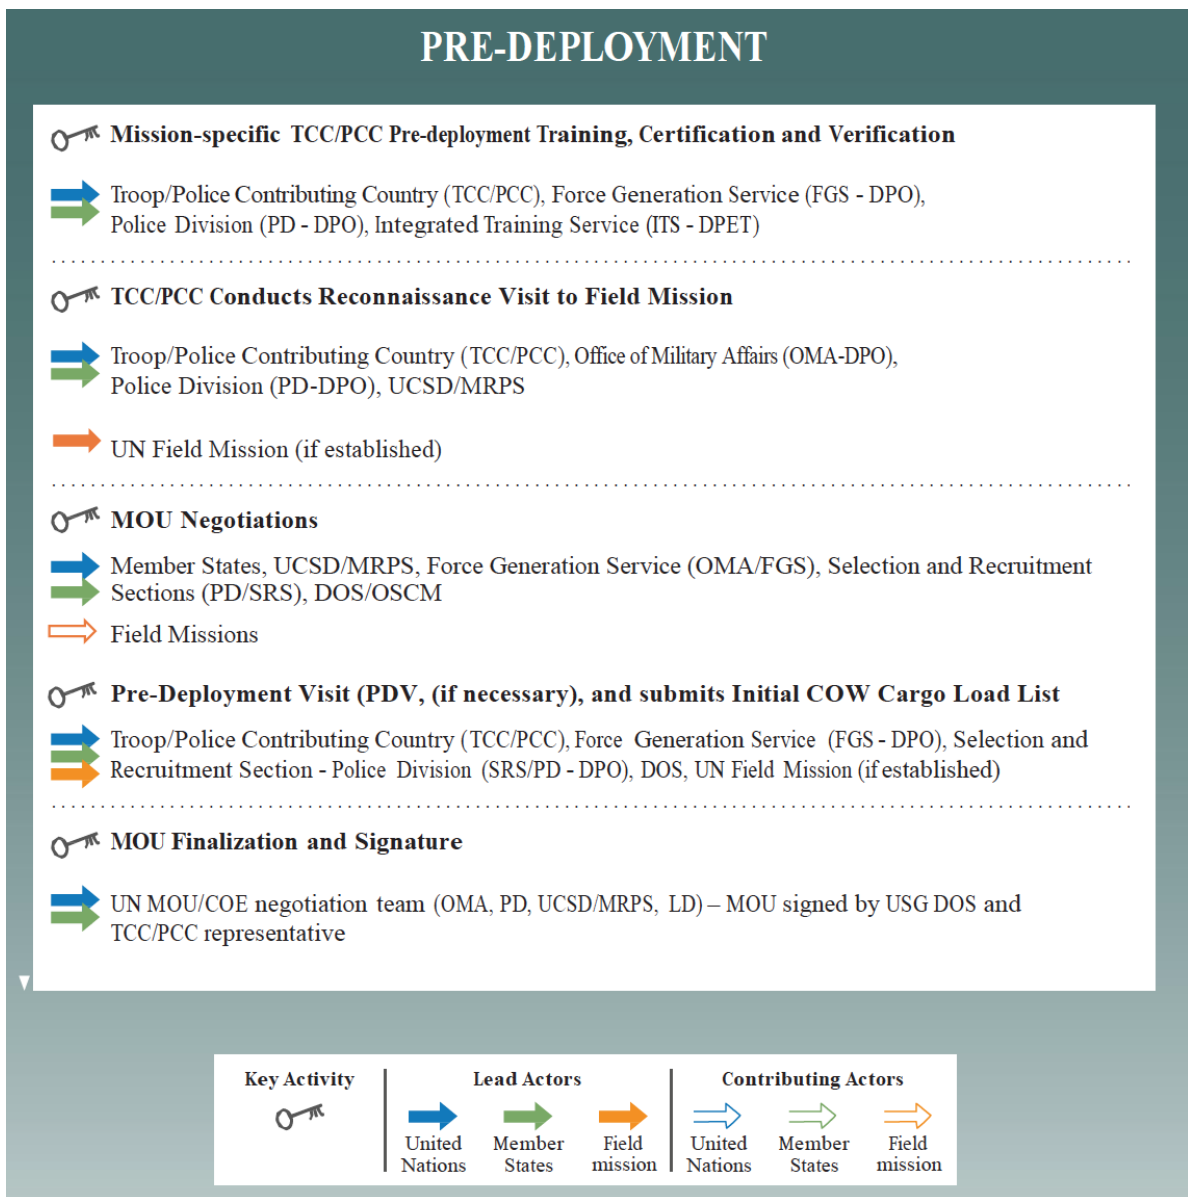 PRE-DEPLOYMENT
Mission-specific TCC/PCC Pre-deployment Training, Certification and Verification
Troop/Police Contributing Country (TCC/PCC), Force Generation Service (FGS - DPO),
Police Division (PD - DPO), Integrated Training Service (ITS - DPET)
TCC/PCC Conducts Reconnaissance Visit to Field Mission
Troop/Police Contributing Country (TCC/PCC), Office of Military Affairs (OMA-DPO),
Police Division (PD-DPO), UCSD/MRPS
UN Field Mission (if established)
MOU Negotiations
Member States, UCSD/MRPS, Force Generation Service (OMA/FGS), Selection and Recruitment
Sections (PD/SRS), DOS/OSCM
Field Missions
Pre-Deployment Visit (PDV, (if necessary), and submits Initial COW Cargo Load List
Troop/Police Contributing Country (TCC/PCC), Force Generation Service (FGS - DPO), Selection and
Recruitment Section - Police Division (SRS/PD - DPO), DOS, UN Field Mission (if established)
MOU Finalization and Signature
UN MOU/COE negotiation team (OMA, PD, UCSD/MRPS, LD) – MOU signed by USG DOS and
TCC/PCC representative
Key Activity
Lead Actors
United
Nations
Member
States
Field
mission
Contributing Actors
United
Nations
Member
States
Field
mission